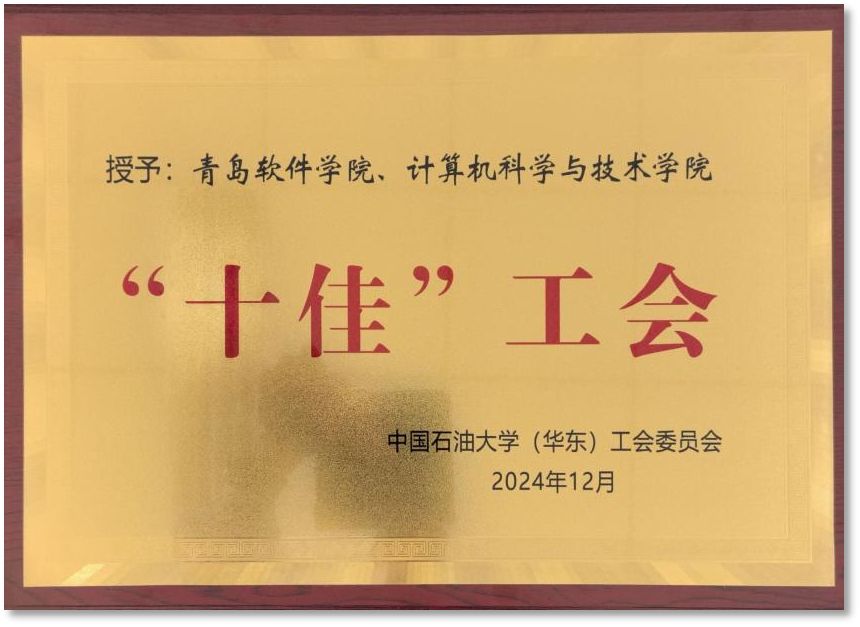 授予：青岛软件学院、计算机科学与技术学院
“十佳”工会
中国石油大学（华东）工会委员会
2024年12月